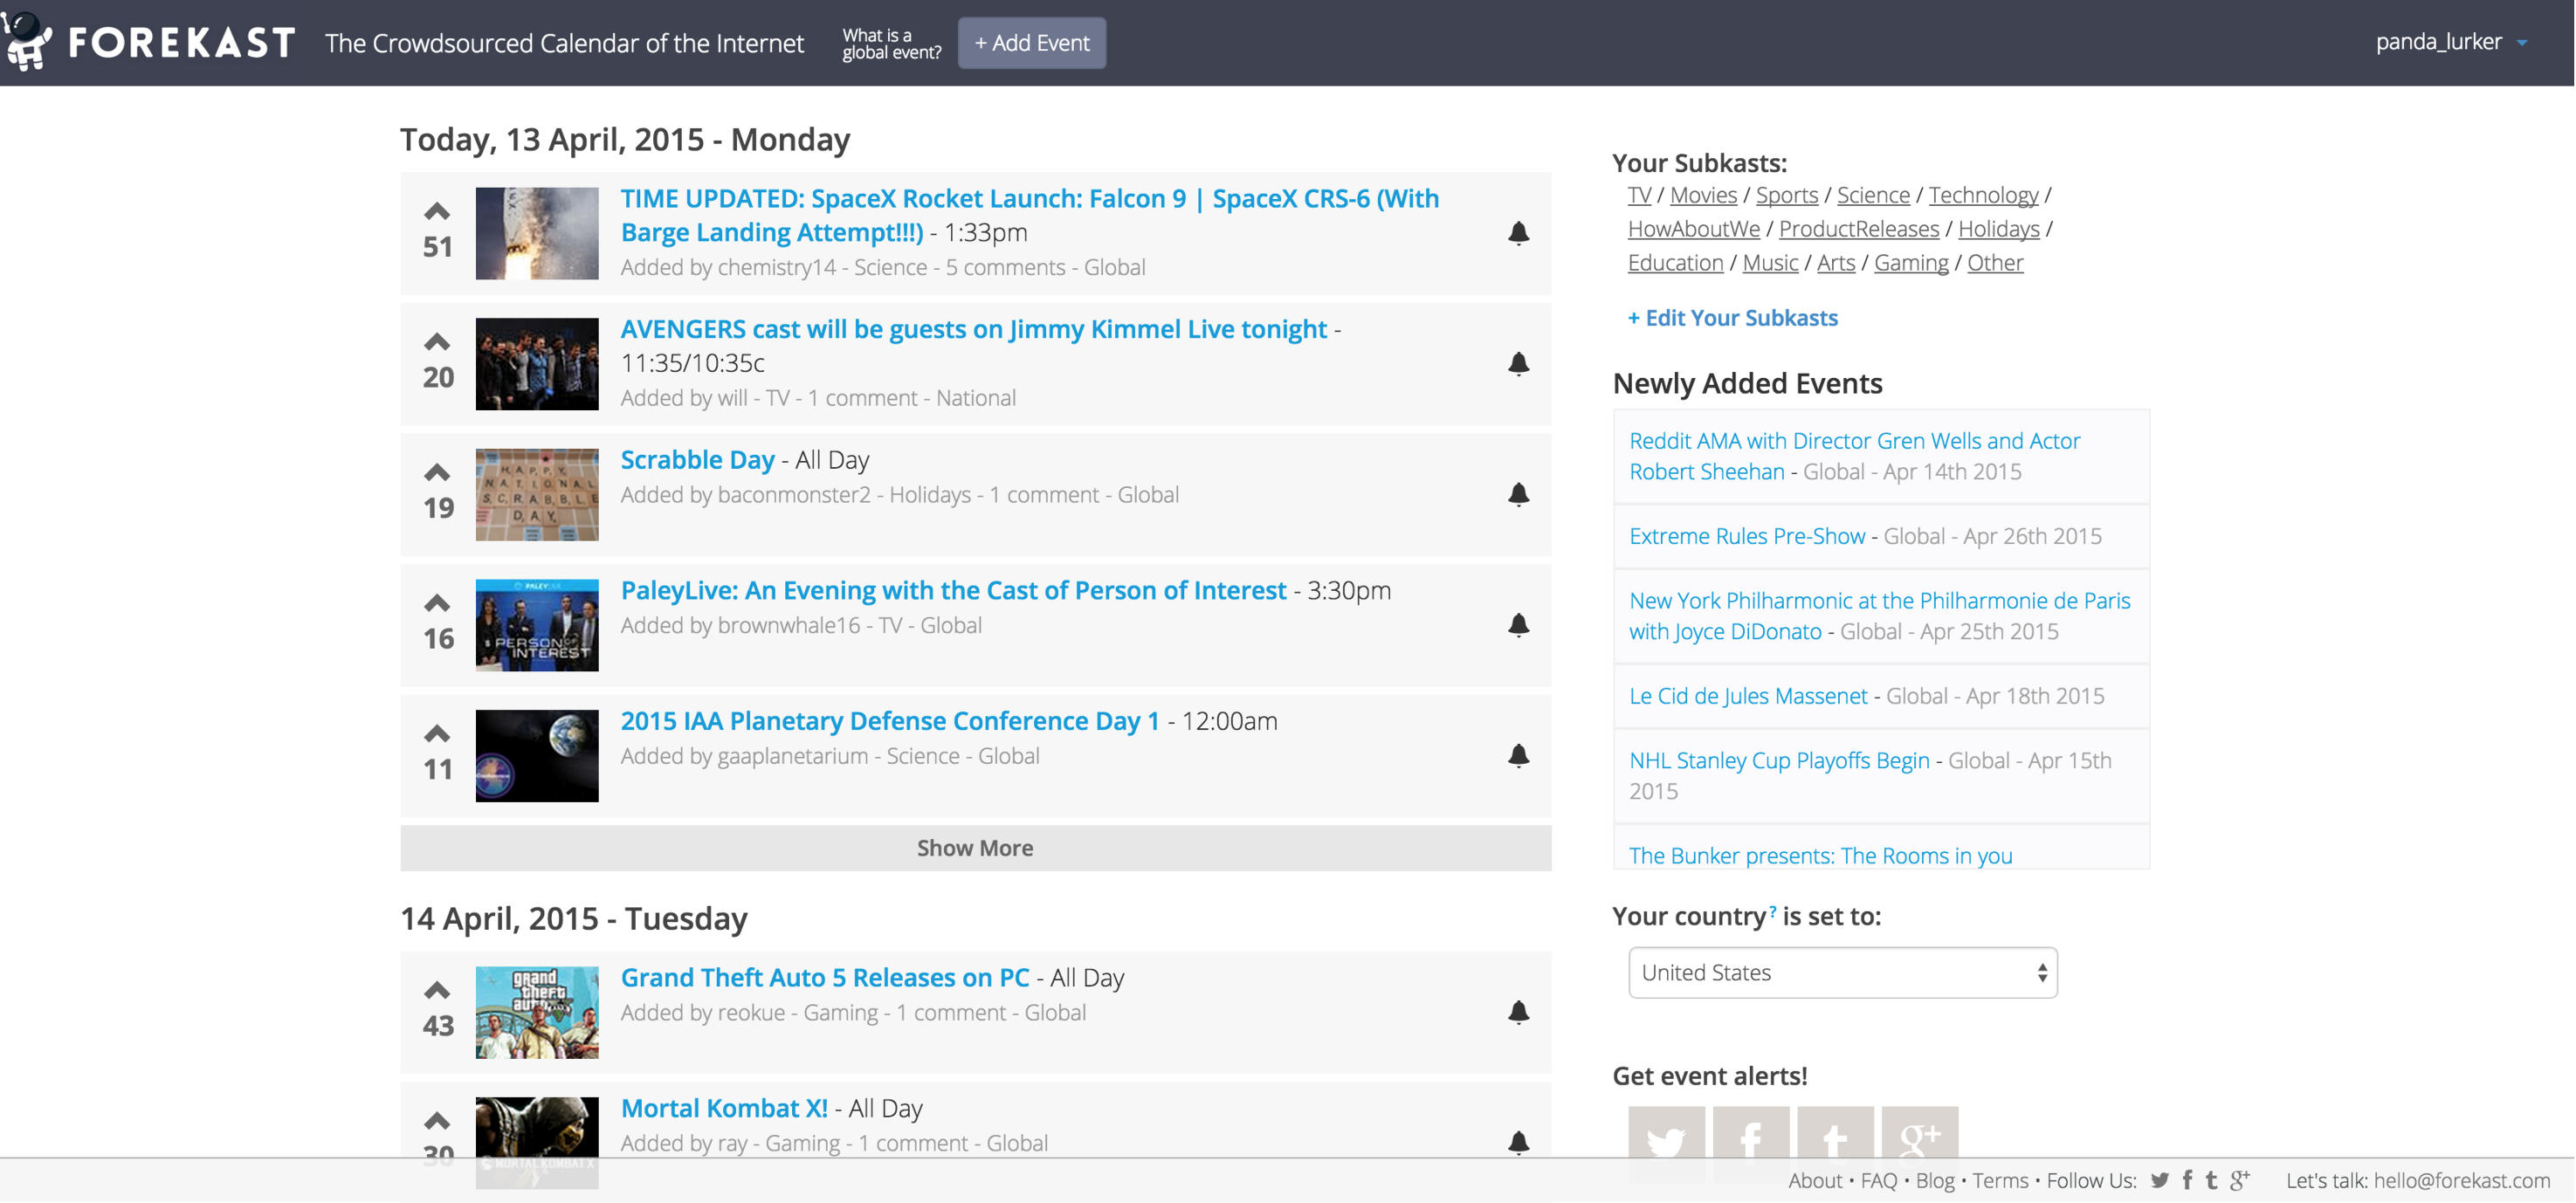 FOREKAST
The Crowdsourced Calendar of the Internet
What is a
global event?
+ Add Event
panda_lurker
Today, 13 April, 2015 - Monday
51
TIME UPDATED: SpaceX Rocket Launch: Falcon 9 | SpaceX CRS-6 (With
Barge Landing Attempt!!!) - 1:33pm
Added by chemistry14 - Science - 5 comments - Global
20
AVENGERS cast will be guests on Jimmy Kimmel Live tonight -
11:35/10:35c
Added by will - TV - 1 comment - National
19
HAPPY
NATIONAL
SCRABBLE
DAY
Scrabble Day - All Day
Added by baconmonster2 - Holidays - 1 comment - Global
16
PALEYLIVE
PERSON OF
INTEREST
PaleyLive: An Evening with the Cast of Person of Interest - 3:30pm
Added by brownwhale16 - TV - Global
11
2015 IAA Planetary Defense Conference Day 1 - 12:00am
Added by gaaplanetarium - Science - Global
Show More
14 April, 2015 - Tuesday
43
grand
theft
auto
Grand Theft Auto 5 Releases on PC - All Day
Added by reokue - Gaming - 1 comment - Global
30
MORTAL KOMBAT X
Mortal Kombat X! - All Day
Added by ray - Gaming - 1 comment - Global
Your Subkasts:
TV / Movies / Sports / Science / Technology /
HowAboutWe / ProductReleases / Holidays /
Education / Music / Arts / Gaming / Other
+ Edit Your Subkasts
Newly Added Events
Reddit AMA with Director Gren Wells and Actor
Robert Sheehan - Global - Apr 14th 2015
Extreme Rules Pre-Show - Global - Apr 26th 2015
New York Philharmonic at the Philharmonie de Paris
with Joyce DiDonato - Global - Apr 25th 2015
Le Cid de Jules Massenet - Global - Apr 18th 2015
NHL Stanley Cup Playoffs Begin - Global - Apr 15th
2015
The Bunker presents: The Rooms in you
Your country? is set to:
United States
Get event alerts!
About • FAQ • Blog • Terms • Follow Us:
Let's talk: hello@forekast.com